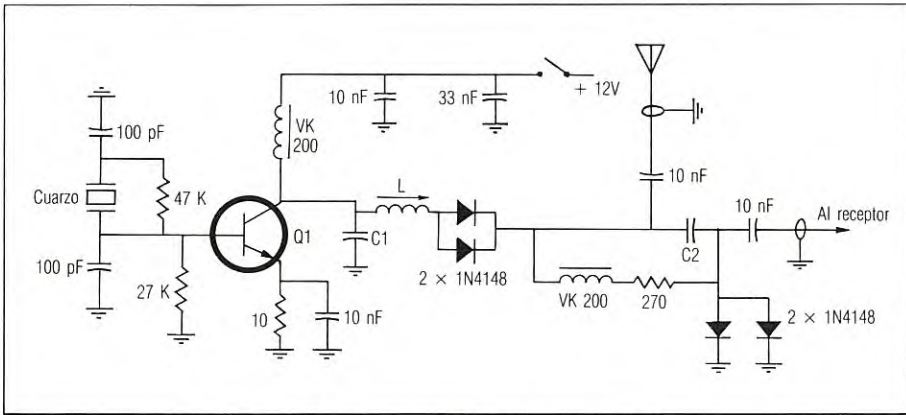 10 nF
33 nF
+ 12V
VK
200
100 pF
Cuarzo
47 K
10 nF
10 nF
Al receptor
L
Q1
C1
C2
100 pF
27 K
2 × 1N4148
10
10 nF
VK 200
270
2 × 1N4148